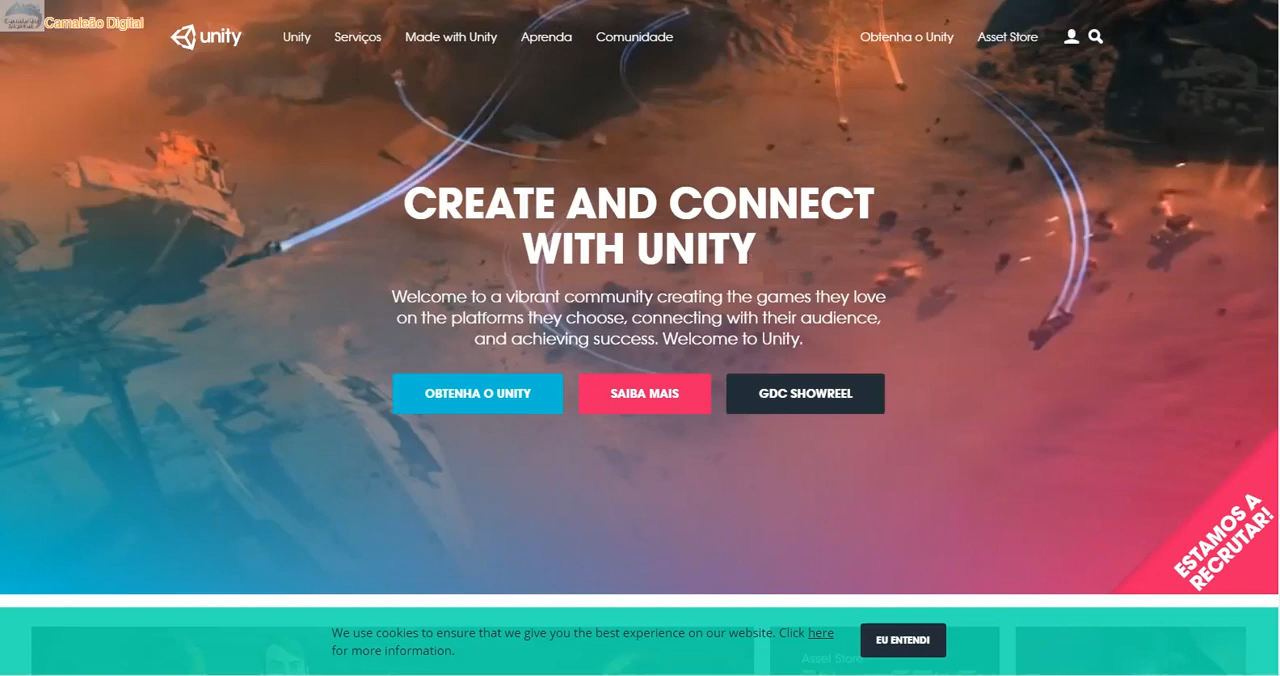 Camaleão Digital
unity
Unity Serviços Made with Unity Aprenda Comunidade Obtenha o Unity Asset Store
CREATE AND CONNECT
WITH UNITY
Welcome to a vibrant community creating the games they love
on the platforms they choose, connecting with their audience,
and achieving success. Welcome to Unity.
OBTENHA O UNITY SAIBA MAIS GDC SHOWREEL
ESTAMOS A
RECRUTAR!
We use cookies to ensure that we give you the best experience on our website. Click here
for more information.
EU ENTENDI
Asset Store